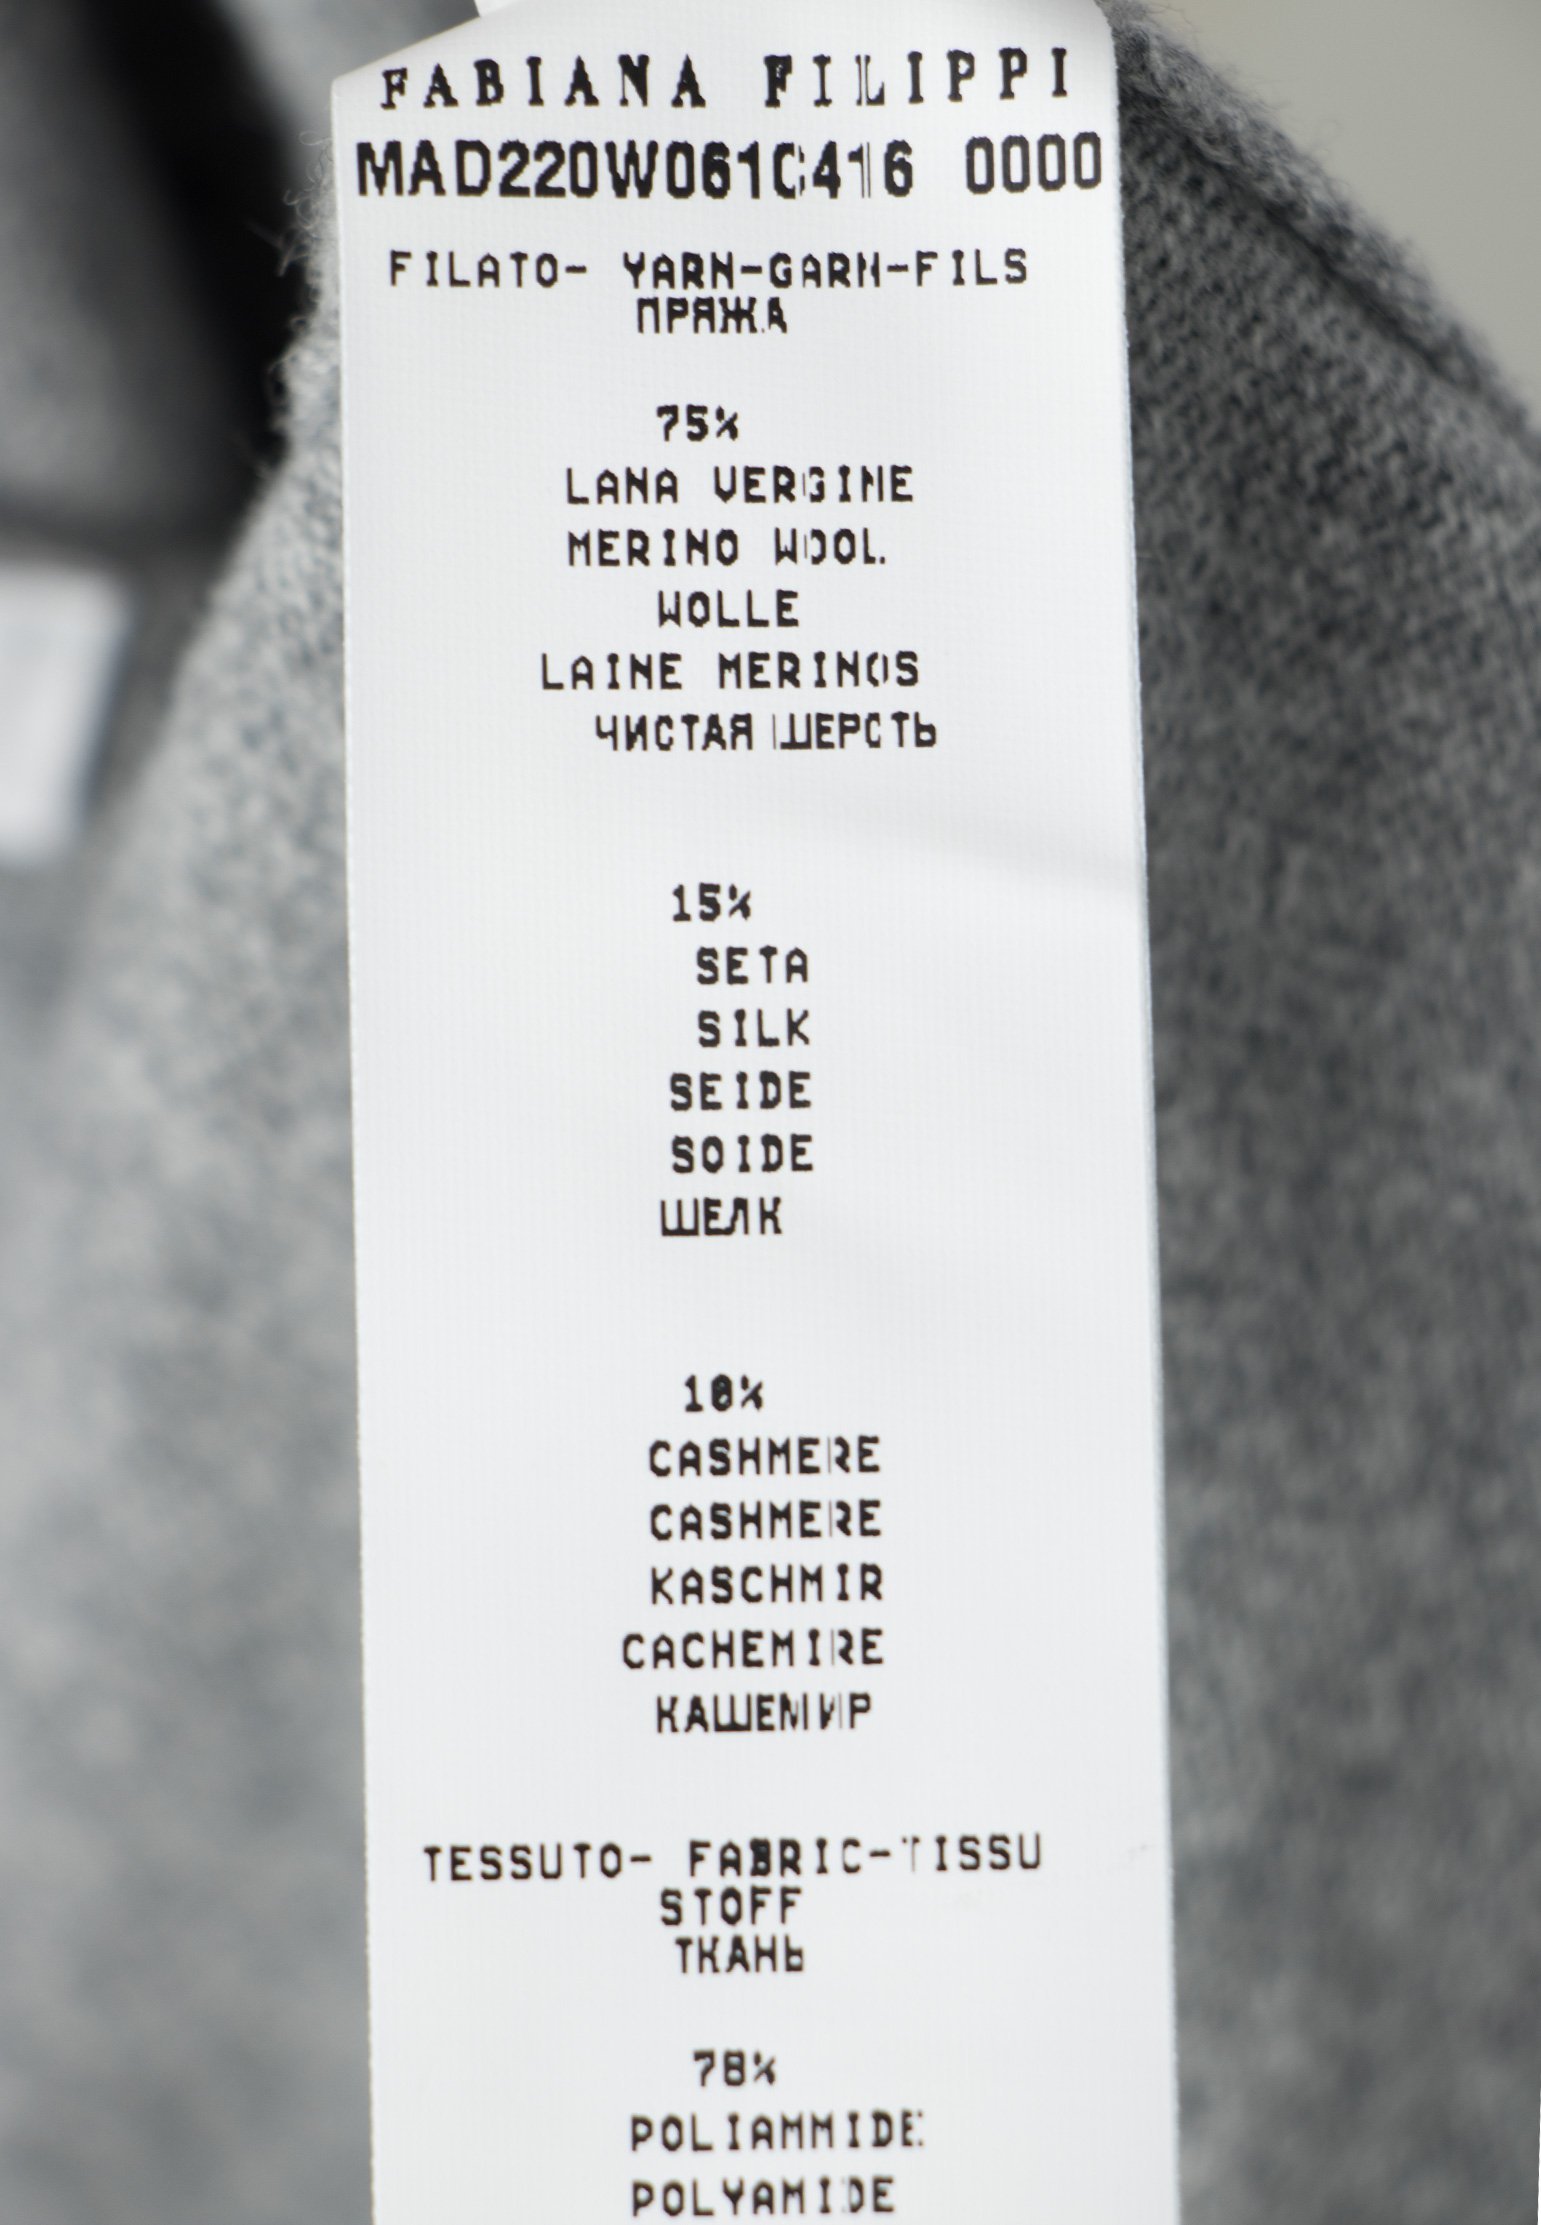 FABIANA FILIPPI
MAD220W061C416 0000
FILATO- YARN-GARN-FILS
ПРЯЖА
75%
LANA VERGINE
MERINO WOOL
WOLLE
LAINE MERINOS
ЧИСТАЯ ШЕРСТЬ
15%
SETA
SILK
SEIDE
SOIDE
ШЕЛК
10%
CASHMERE
CASHMERE
KASCHMIR
CACHEMIRE
КАШЕМИР
TESSUTO- FABRIC-TISSU
STOFF
ТКАНЬ
78%
POLIAMMIDE
POLYAMIDE